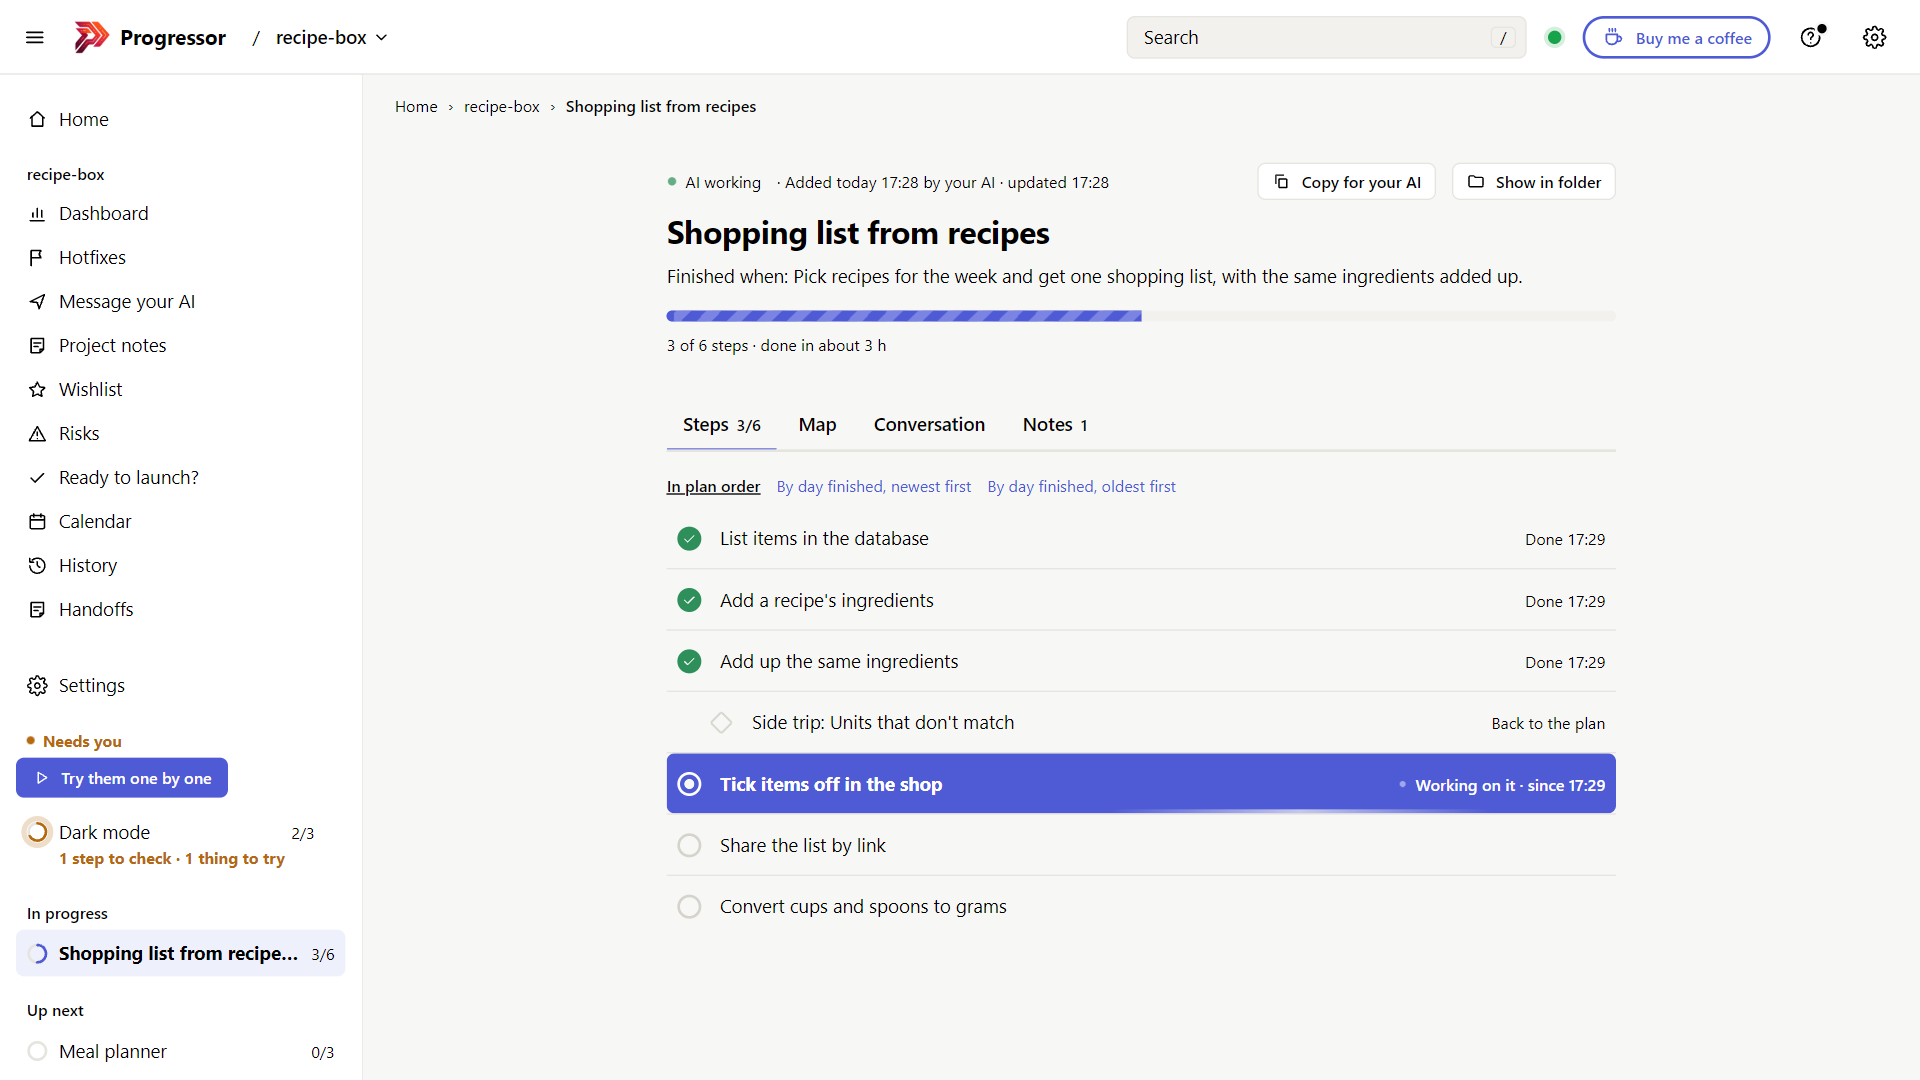 Progressor / recipe-box
Search /
Buy me a coffee
Home
recipe-box
Dashboard
Hotfixes
Message your AI
Project notes
Wishlist
Risks
Ready to launch?
Calendar
History
Handoffs
Settings
Needs you
Try them one by one
Dark mode 2/3
1 step to check · 1 thing to try
In progress
Shopping list from recipe... 3/6
Up next
Meal planner 0/3
Home › recipe-box › Shopping list from recipes
AI working · Added today 17:28 by your AI · updated 17:28
Copy for your AI
Show in folder
Shopping list from recipes
Finished when: Pick recipes for the week and get one shopping list, with the same ingredients added up.
3 of 6 steps · done in about 3 h
Steps 3/6 Map Conversation Notes 1
In plan order By day finished, newest first By day finished, oldest first
List items in the database Done 17:29
Add a recipe's ingredients Done 17:29
Add up the same ingredients Done 17:29
Side trip: Units that don't match Back to the plan
Tick items off in the shop Working on it · since 17:29
Share the list by link
Convert cups and spoons to grams